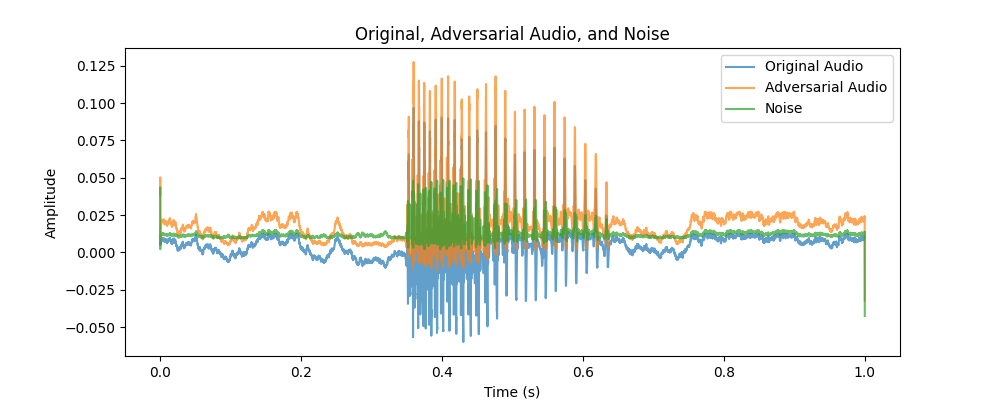 Original, Adversarial Audio, and Noise
Original Audio
Adversarial Audio
Noise
Amplitude
0.125
0.100
0.075
0.050
0.025
0.000
−0.025
−0.050
0.0
0.2
0.4
0.6
0.8
1.0
Time (s)